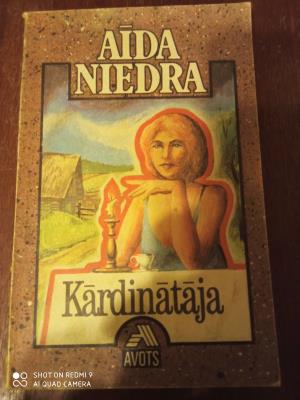 AĪDA
NIEDRA
Kārdinātāja
AVOTS
SHOT ON REDMI 9
AI QUAD CAMERA